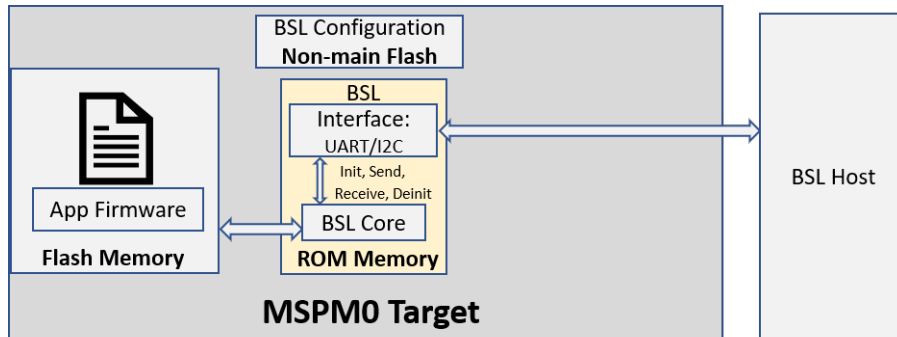 BSL Configuration
Non-main Flash
BSL
Interface:
UART/I2C
Init, Send,
Receive, Deinit
App Firmware
BSL Core
Flash Memory
ROM Memory
BSL Host
MSPM0 Target